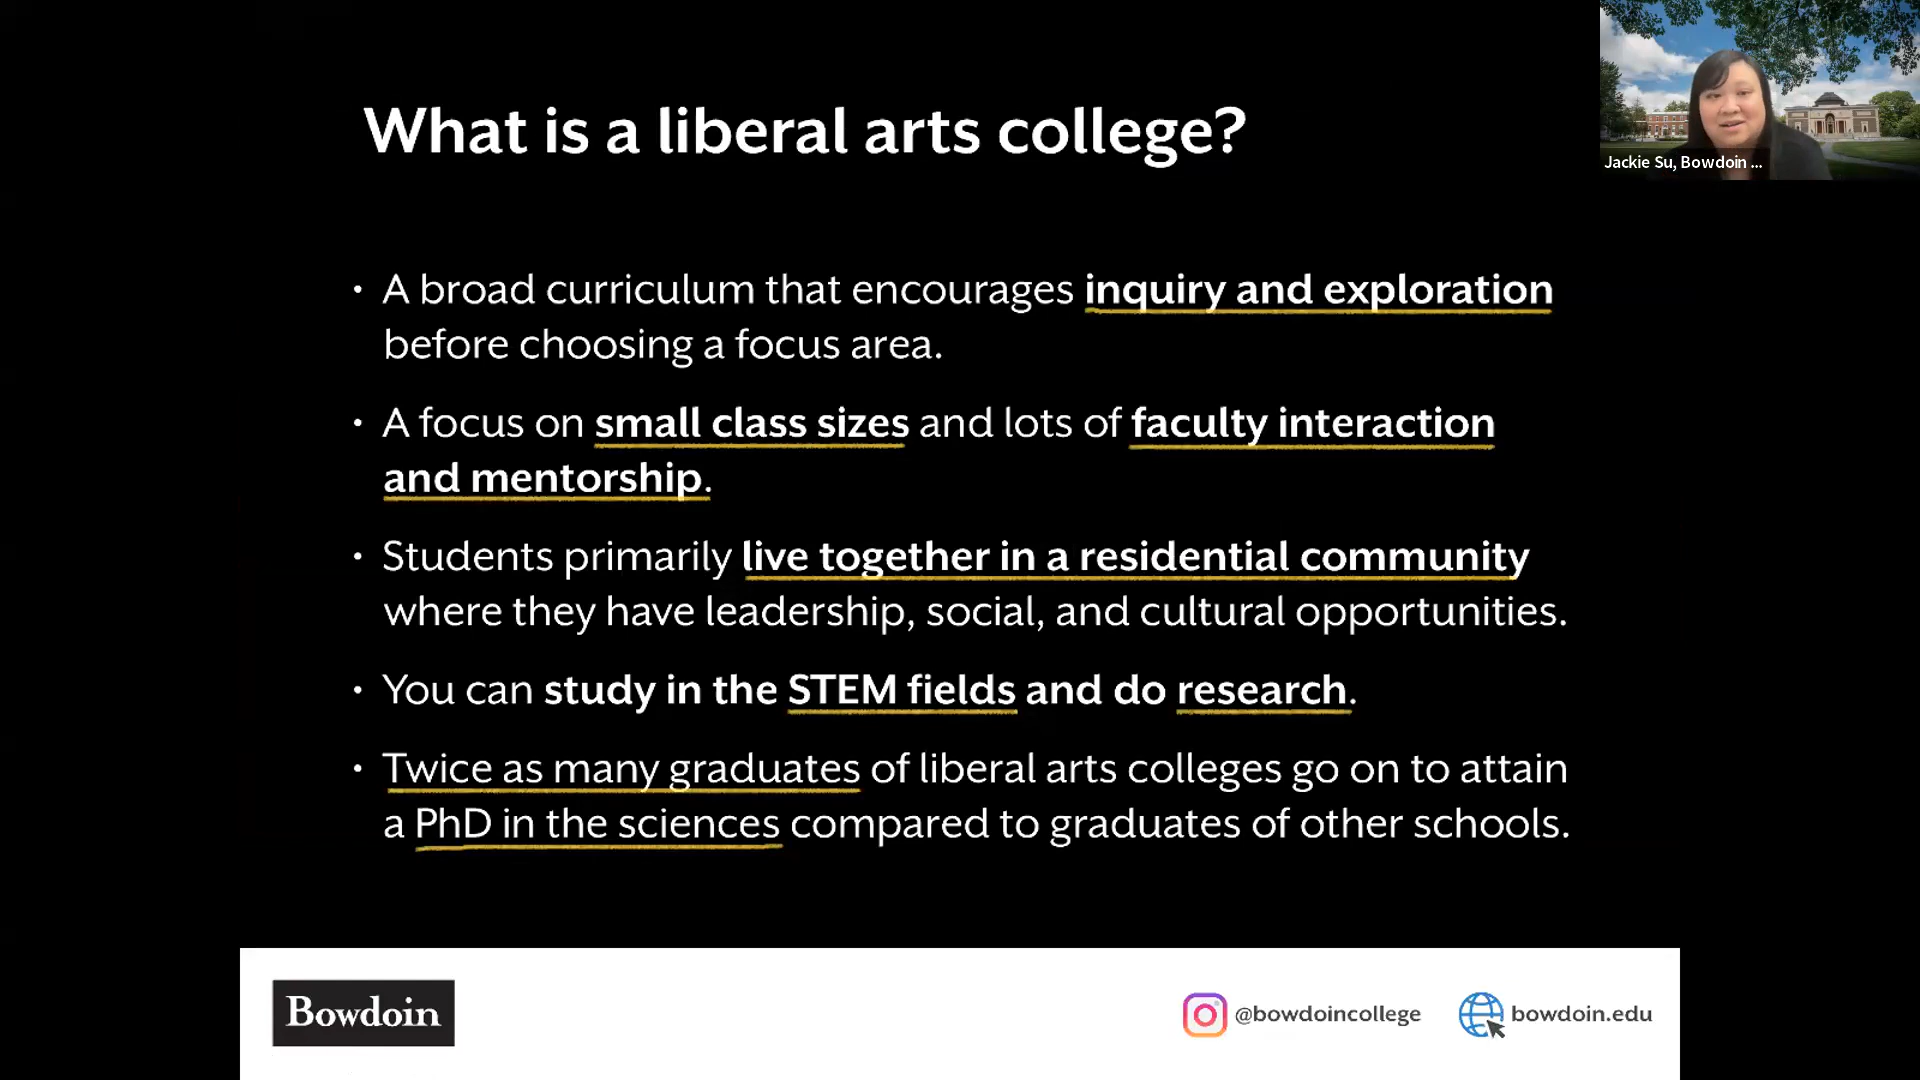 What is a liberal arts college?
Jackie Su, Bowdoin ...
• A broad curriculum that encourages inquiry and exploration
before choosing a focus area.
• A focus on small class sizes and lots of faculty interaction
and mentorship.
• Students primarily live together in a residential community
where they have leadership, social, and cultural opportunities.
• You can study in the STEM fields and do research.
• Twice as many graduates of liberal arts colleges go on to attain
a PhD in the sciences compared to graduates of other schools.
Bowdoin
@bowdoincollege
bowdoin.edu